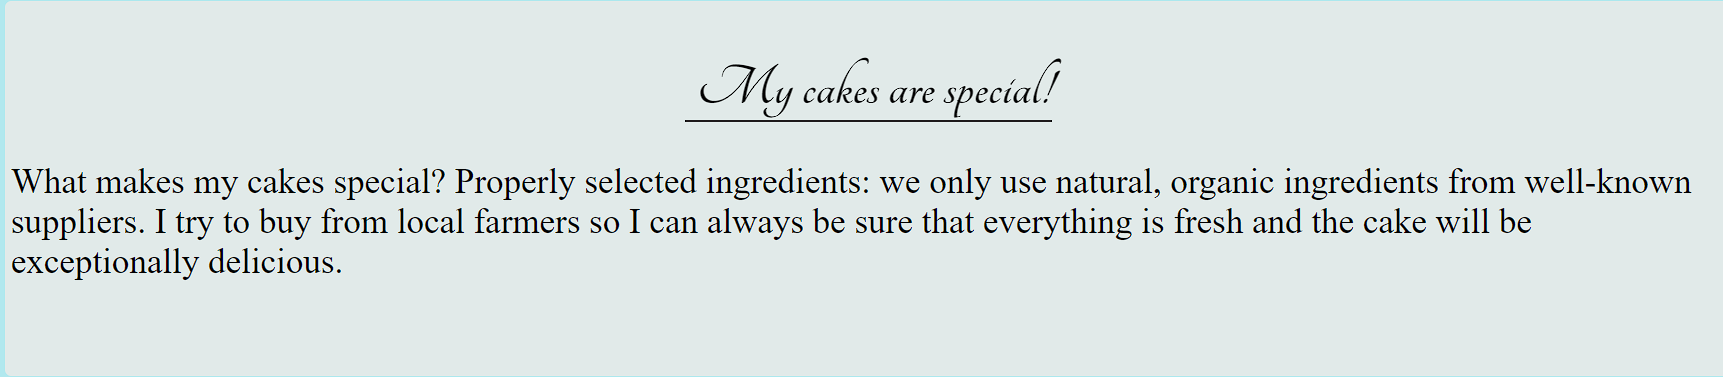 My cakes are special!
What makes my cakes special? Properly selected ingredients: we only use natural, organic ingredients from well-known
suppliers. I try to buy from local farmers so I can always be sure that everything is fresh and the cake will be
exceptionally delicious.